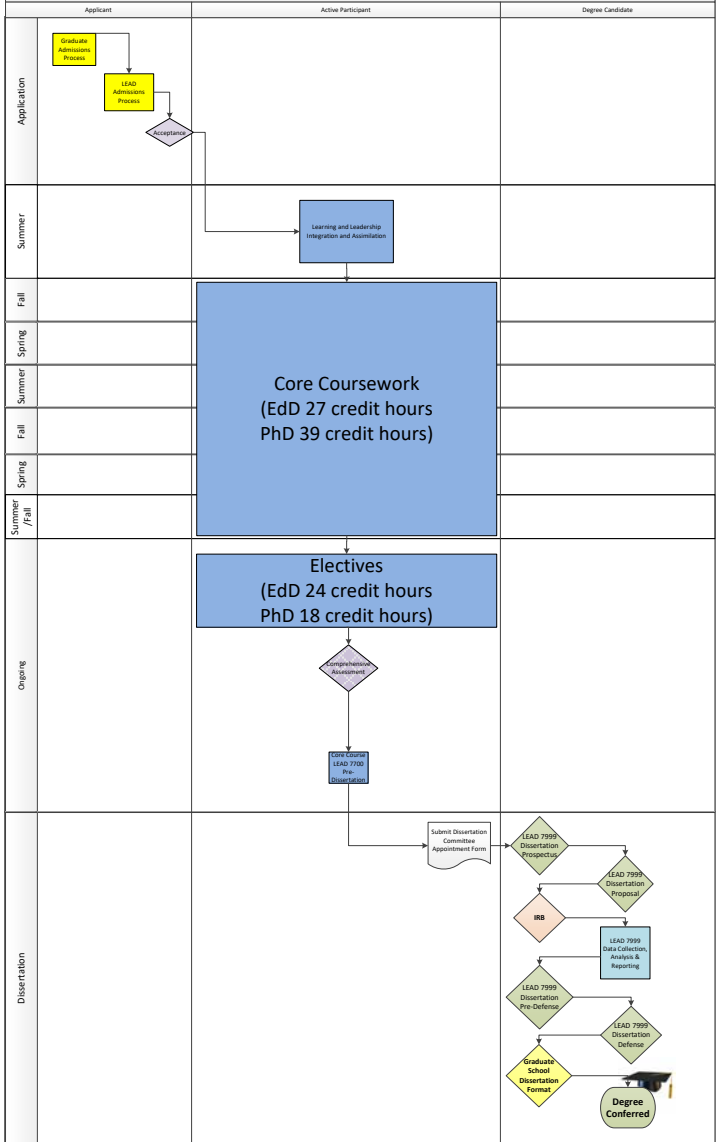 Applicant
Active Participant
Degree Candidate
Application
Graduate
Admissions
Process
LEAD
Admissions
Process
Acceptance
Summer
Learning and Leadership
Integration and Assimilation
Fall
Spring
Summer
Fall
Spring
Summer
/Fall
Core Coursework
(EdD 27 credit hours
PhD 39 credit hours)
Ongoing
Electives
(EdD 24 credit hours
PhD 18 credit hours)
Comprehensive
Assessment
Core Course
LEAD 7700
Pre-
Dissertation
Dissertation
Submit Dissertation
Committee
Appointment Form
LEAD 7999
Dissertation
Prospectus
LEAD 7999
Dissertation
Proposal
IRB
LEAD 7999
Data Collection,
Analysis &
Reporting
LEAD 7999
Dissertation
Pre-Defense
LEAD 7999
Dissertation
Defense
Graduate
School
Dissertation
Format
Degree
Conferred